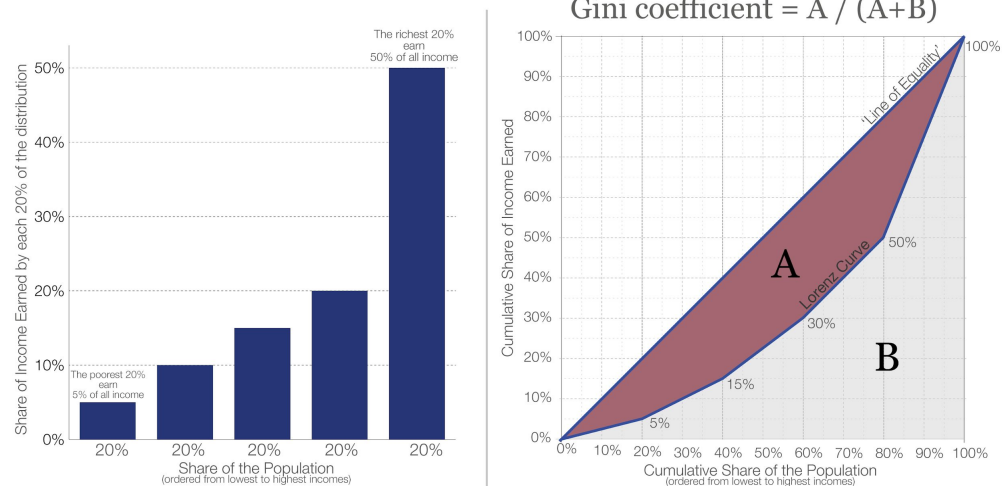 The richest 20%
earn
50% of all income
Share of Income Earned by each 20% of the distribution
50%
40%
30%
20%
10%
0%
The poorest 20%
earn
5% of all income
20% 20% 20% 20% 20%
Share of the Population
(ordered from lowest to highest incomes)
Gini coefficient = A / (A+B)
Cumulative Share of Income Earned
100%
90%
80%
70%
60%
50%
40%
30%
20%
10%
0%
100%
'Line of Equality'
A
Lorenz Curve
50%
30%
B
15%
5%
0% 10% 20% 30% 40% 50% 60% 70% 80% 90% 100%
Cumulative Share of the Population
(ordered from lowest to highest incomes)